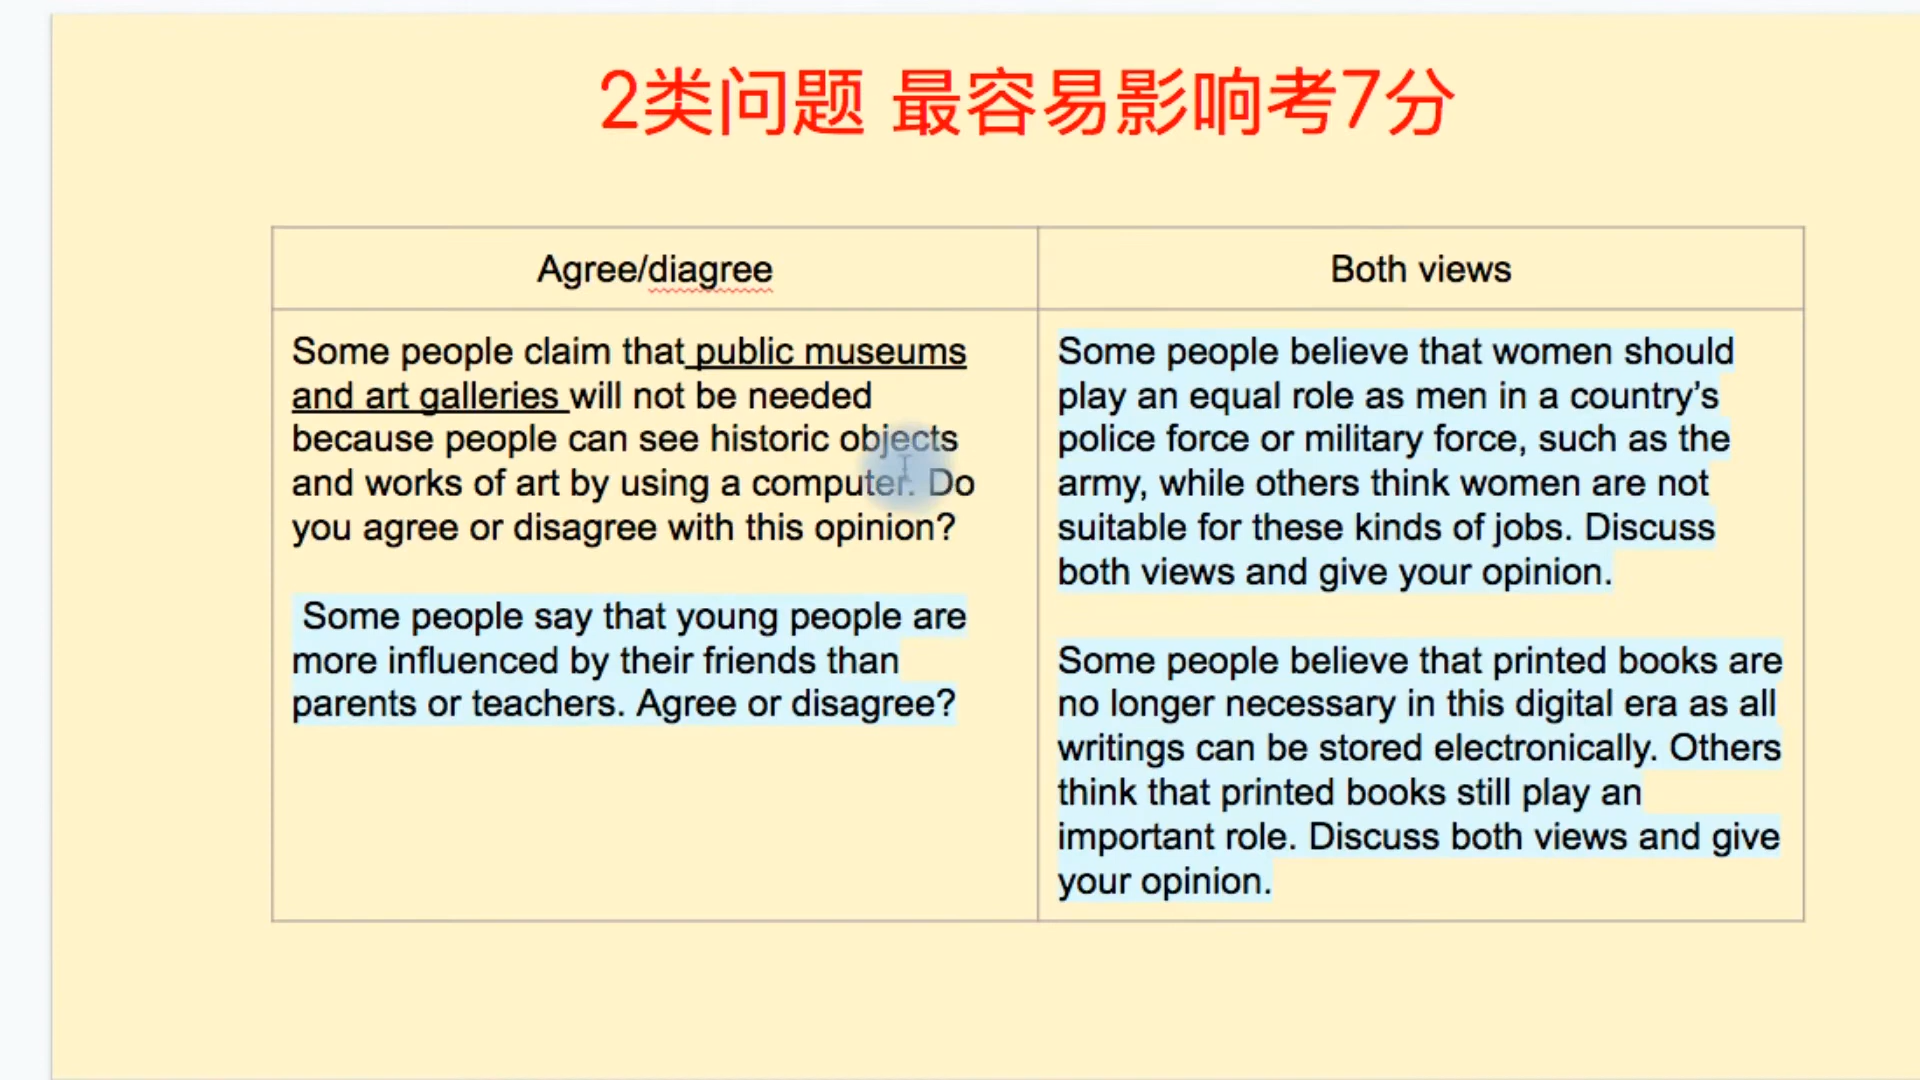 2类问题 最容易影响考7分
Agree/diagree
Both views
Some people claim that public museums
and art galleries will not be needed
because people can see historic objects
and works of art by using a computer. Do
you agree or disagree with this opinion?
Some people say that young people are
more influenced by their friends than
parents or teachers. Agree or disagree?
Some people believe that women should
play an equal role as men in a country’s
police force or military force, such as the
army, while others think women are not
suitable for these kinds of jobs. Discuss
both views and give your opinion.
Some people believe that printed books are
no longer necessary in this digital era as all
writings can be stored electronically. Others
think that printed books still play an
important role. Discuss both views and give
your opinion.